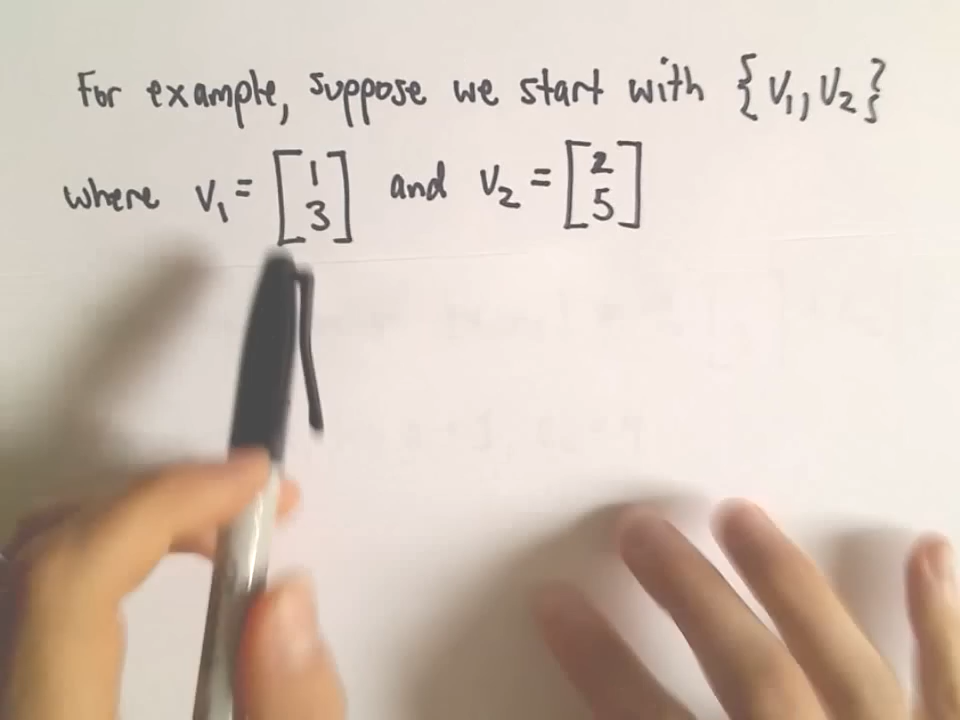 For example, suppose we start with {v₁, v₂}
where v₁ = [1 3] and v₂ = [2 5]